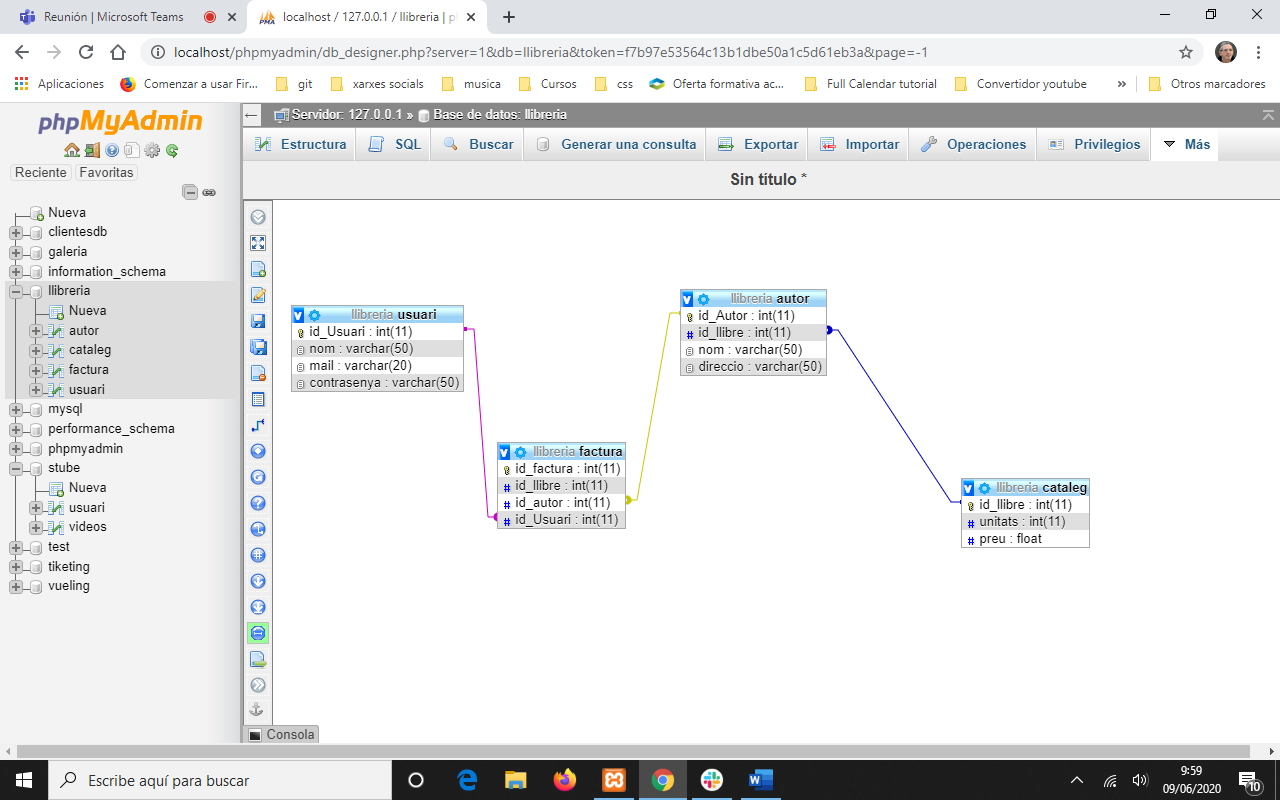 Reunión | Microsoft Teams
localhost / 127.0.0.1 / llibreria | p
localhost/phpmyadmin/db_designer.php?server=1&db=llibreria&token=f7b97e53564c13b1dbe50a1c5d61eb3a&page=-1
Aplicaciones Comenzar a usar Fir... git xarxes socials musica Cursos css Oferta formativa ac... Full Calendar tutorial Convertidor youtube » Otros marcadores
phpMyAdmin
Reciente Favoritas
Nueva
clientesdb
galeria
information_schema
llibreria
Nueva
autor
cataleg
factura
usuari
mysql
performance_schema
phpmyadmin
stube
Nueva
usuari
videos
test
tiketing
vueling
Servidor: 127.0.0.1 » Base de datos: llibreria
Estructura SQL Buscar Generar una consulta Exportar Importar Operaciones Privilegios Más
Sin título *
llibreria usuari
id_Usuari : int(11)
nom : varchar(50)
mail : varchar(20)
contrasenya : varchar(50)
llibreria autor
id_Autor : int(11)
id_llibre : int(11)
nom : varchar(50)
direccio : varchar(50)
llibreria factura
id_factura : int(11)
id_llibre : int(11)
id_autor : int(11)
id_Usuari : int(11)
llibreria cataleg
id_llibre : int(11)
unitats : int(11)
preu : float
Consola
Escribe aquí para buscar
9:59
09/06/2020
10